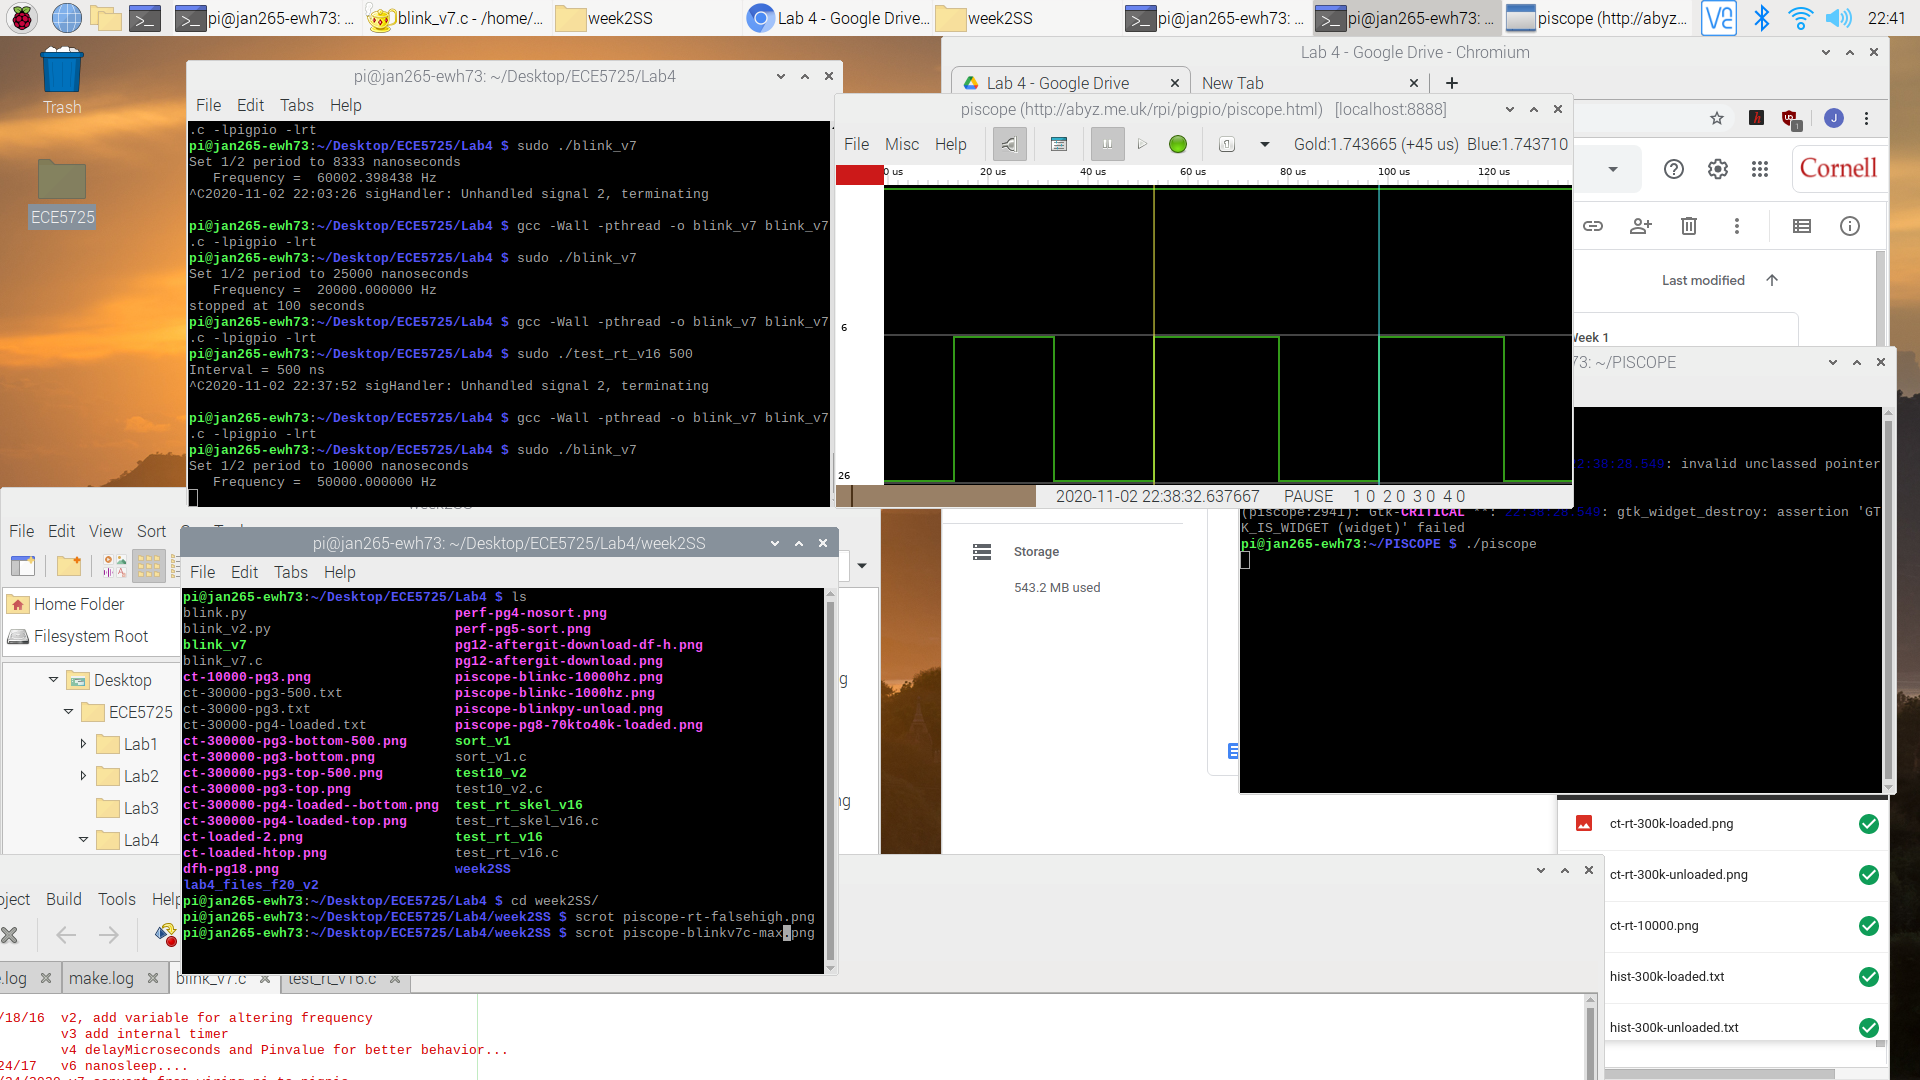 pi@jan265-ewh73: ...
blink_v7.c - /home/...
week2SS
Lab 4 - Google Drive...
week2SS
pi@jan265-ewh73: ...
pi@jan265-ewh73: ...
piscope (http://abyz...
22:41
Trash
ECE5725
pi@jan265-ewh73: ~/Desktop/ECE5725/Lab4
File Edit Tabs Help
.c -lpigpio -lrt
pi@jan265-ewh73:~/Desktop/ECE5725/Lab4 $ sudo ./blink_v7
Set 1/2 period to 8333 nanoseconds
Frequency = 60002.398438 Hz
^C2020-11-02 22:03:26 sigHandler: Unhandled signal 2, terminating
pi@jan265-ewh73:~/Desktop/ECE5725/Lab4 $ gcc -Wall -pthread -o blink_v7 blink_v7
.c -lpigpio -lrt
pi@jan265-ewh73:~/Desktop/ECE5725/Lab4 $ sudo ./blink_v7
Set 1/2 period to 25000 nanoseconds
Frequency = 20000.000000 Hz
stopped at 100 seconds
pi@jan265-ewh73:~/Desktop/ECE5725/Lab4 $ gcc -Wall -pthread -o blink_v7 blink_v7
.c -lpigpio -lrt
pi@jan265-ewh73:~/Desktop/ECE5725/Lab4 $ sudo ./test_rt_v16 500
Interval = 500 ns
^C2020-11-02 22:37:52 sigHandler: Unhandled signal 2, terminating
pi@jan265-ewh73:~/Desktop/ECE5725/Lab4 $ gcc -Wall -pthread -o blink_v7 blink_v7
.c -lpigpio -lrt
pi@jan265-ewh73:~/Desktop/ECE5725/Lab4 $ sudo ./blink_v7
Set 1/2 period to 10000 nanoseconds
Frequency = 50000.000000 Hz
Lab 4 - Google Drive - Chromium
Lab 4 - Google Drive
New Tab
piscope (http://abyz.me.uk/rpi/pigpio/piscope.html) [localhost:8888]
File Misc Help
Gold:1.743665 (+45 us) Blue:1.743710
0 us 20 us 40 us 60 us 80 us 100 us 120 us
6
26
2020-11-02 22:38:32.637667 PAUSE 1 0 2 0 3 0 4 0
Cornell
Last modified
Week 1
73: ~/PISCOPE
22:38:28.549: invalid unclassed pointer
(piscope:2941): Gtk-CRITICAL **: 22:38:28.549: gtk_widget_destroy: assertion 'GT
K_IS_WIDGET (widget)' failed
pi@jan265-ewh73:~/PISCOPE $ ./piscope
Storage
543.2 MB used
ct-rt-300k-loaded.png
ct-rt-300k-unloaded.png
ct-rt-10000.png
hist-300k-loaded.txt
hist-300k-unloaded.txt
File Edit View Sort
Home Folder
Filesystem Root
Desktop
ECE5725
Lab1
Lab2
Lab3
Lab4
pi@jan265-ewh73: ~/Desktop/ECE5725/Lab4/week2SS
File Edit Tabs Help
pi@jan265-ewh73:~/Desktop/ECE5725/Lab4 $ ls
blink.py perf-pg4-nosort.png
blink_v2.py perf-pg5-sort.png
blink_v7 pg12-aftergit-download-df-h.png
blink_v7.c pg12-aftergit-download.png
ct-10000-pg3.png piscope-blinkc-10000hz.png
ct-30000-pg3-500.txt piscope-blinkc-1000hz.png
ct-30000-pg3.txt piscope-blinkpy-unload.png
ct-30000-pg4-loaded.txt piscope-pg8-70kto40k-loaded.png
ct-300000-pg3-bottom-500.png sort_v1
ct-300000-pg3-bottom.png sort_v1.c
ct-300000-pg3-top-500.png test10_v2
ct-300000-pg3-top.png test10_v2.c
ct-300000-pg4-loaded--bottom.png test_rt_skel_v16
ct-300000-pg4-loaded-top.png test_rt_skel_v16.c
ct-loaded-2.png test_rt_v16
ct-loaded-htop.png test_rt_v16.c
dfh-pg18.png week2SS
lab4_files_f20_v2
pi@jan265-ewh73:~/Desktop/ECE5725/Lab4 $ cd week2SS/
pi@jan265-ewh73:~/Desktop/ECE5725/Lab4/week2SS $ scrot piscope-rt-falsehigh.png
pi@jan265-ewh73:~/Desktop/ECE5725/Lab4/week2SS $ scrot piscope-blinkv7c-max.png
ng
ng
oject Build Tools Help
e.log make.log blink_v7.c test_rt_v16.c
/18/16 v2, add variable for altering frequency
v3 add internal timer
v4 delayMicroseconds and Pinvalue for better behavior...
24/17 v6 nanosleep....